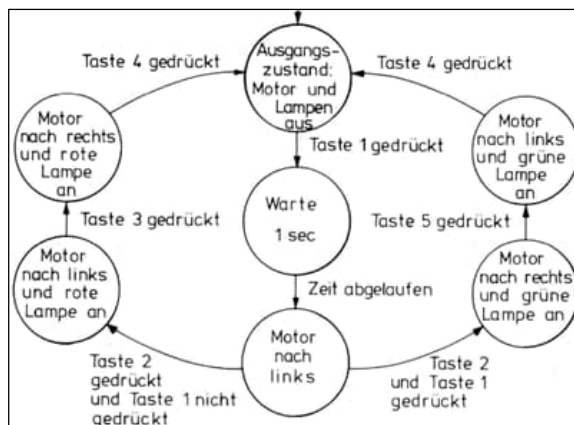 Taste 4 gedrückt
Ausgangs-
zustand:
Motor und
Lampen
aus
Taste 4 gedrückt
Motor
nach rechts
und rote
Lampe
an
Taste 1 gedrückt
Motor
nach links
und grüne
Lampe
an
Warte
1 sec
Taste 3 gedrückt
Taste 5 gedrückt
Motor
nach links
und rote
Lampe an
Zeit abgelaufen
Motor
nach rechts
und grüne
Lampe an
Motor
nach
links
Taste 2
gedrückt
und Taste 1 nicht
gedrückt
Taste 2
und Taste 1
gedrückt